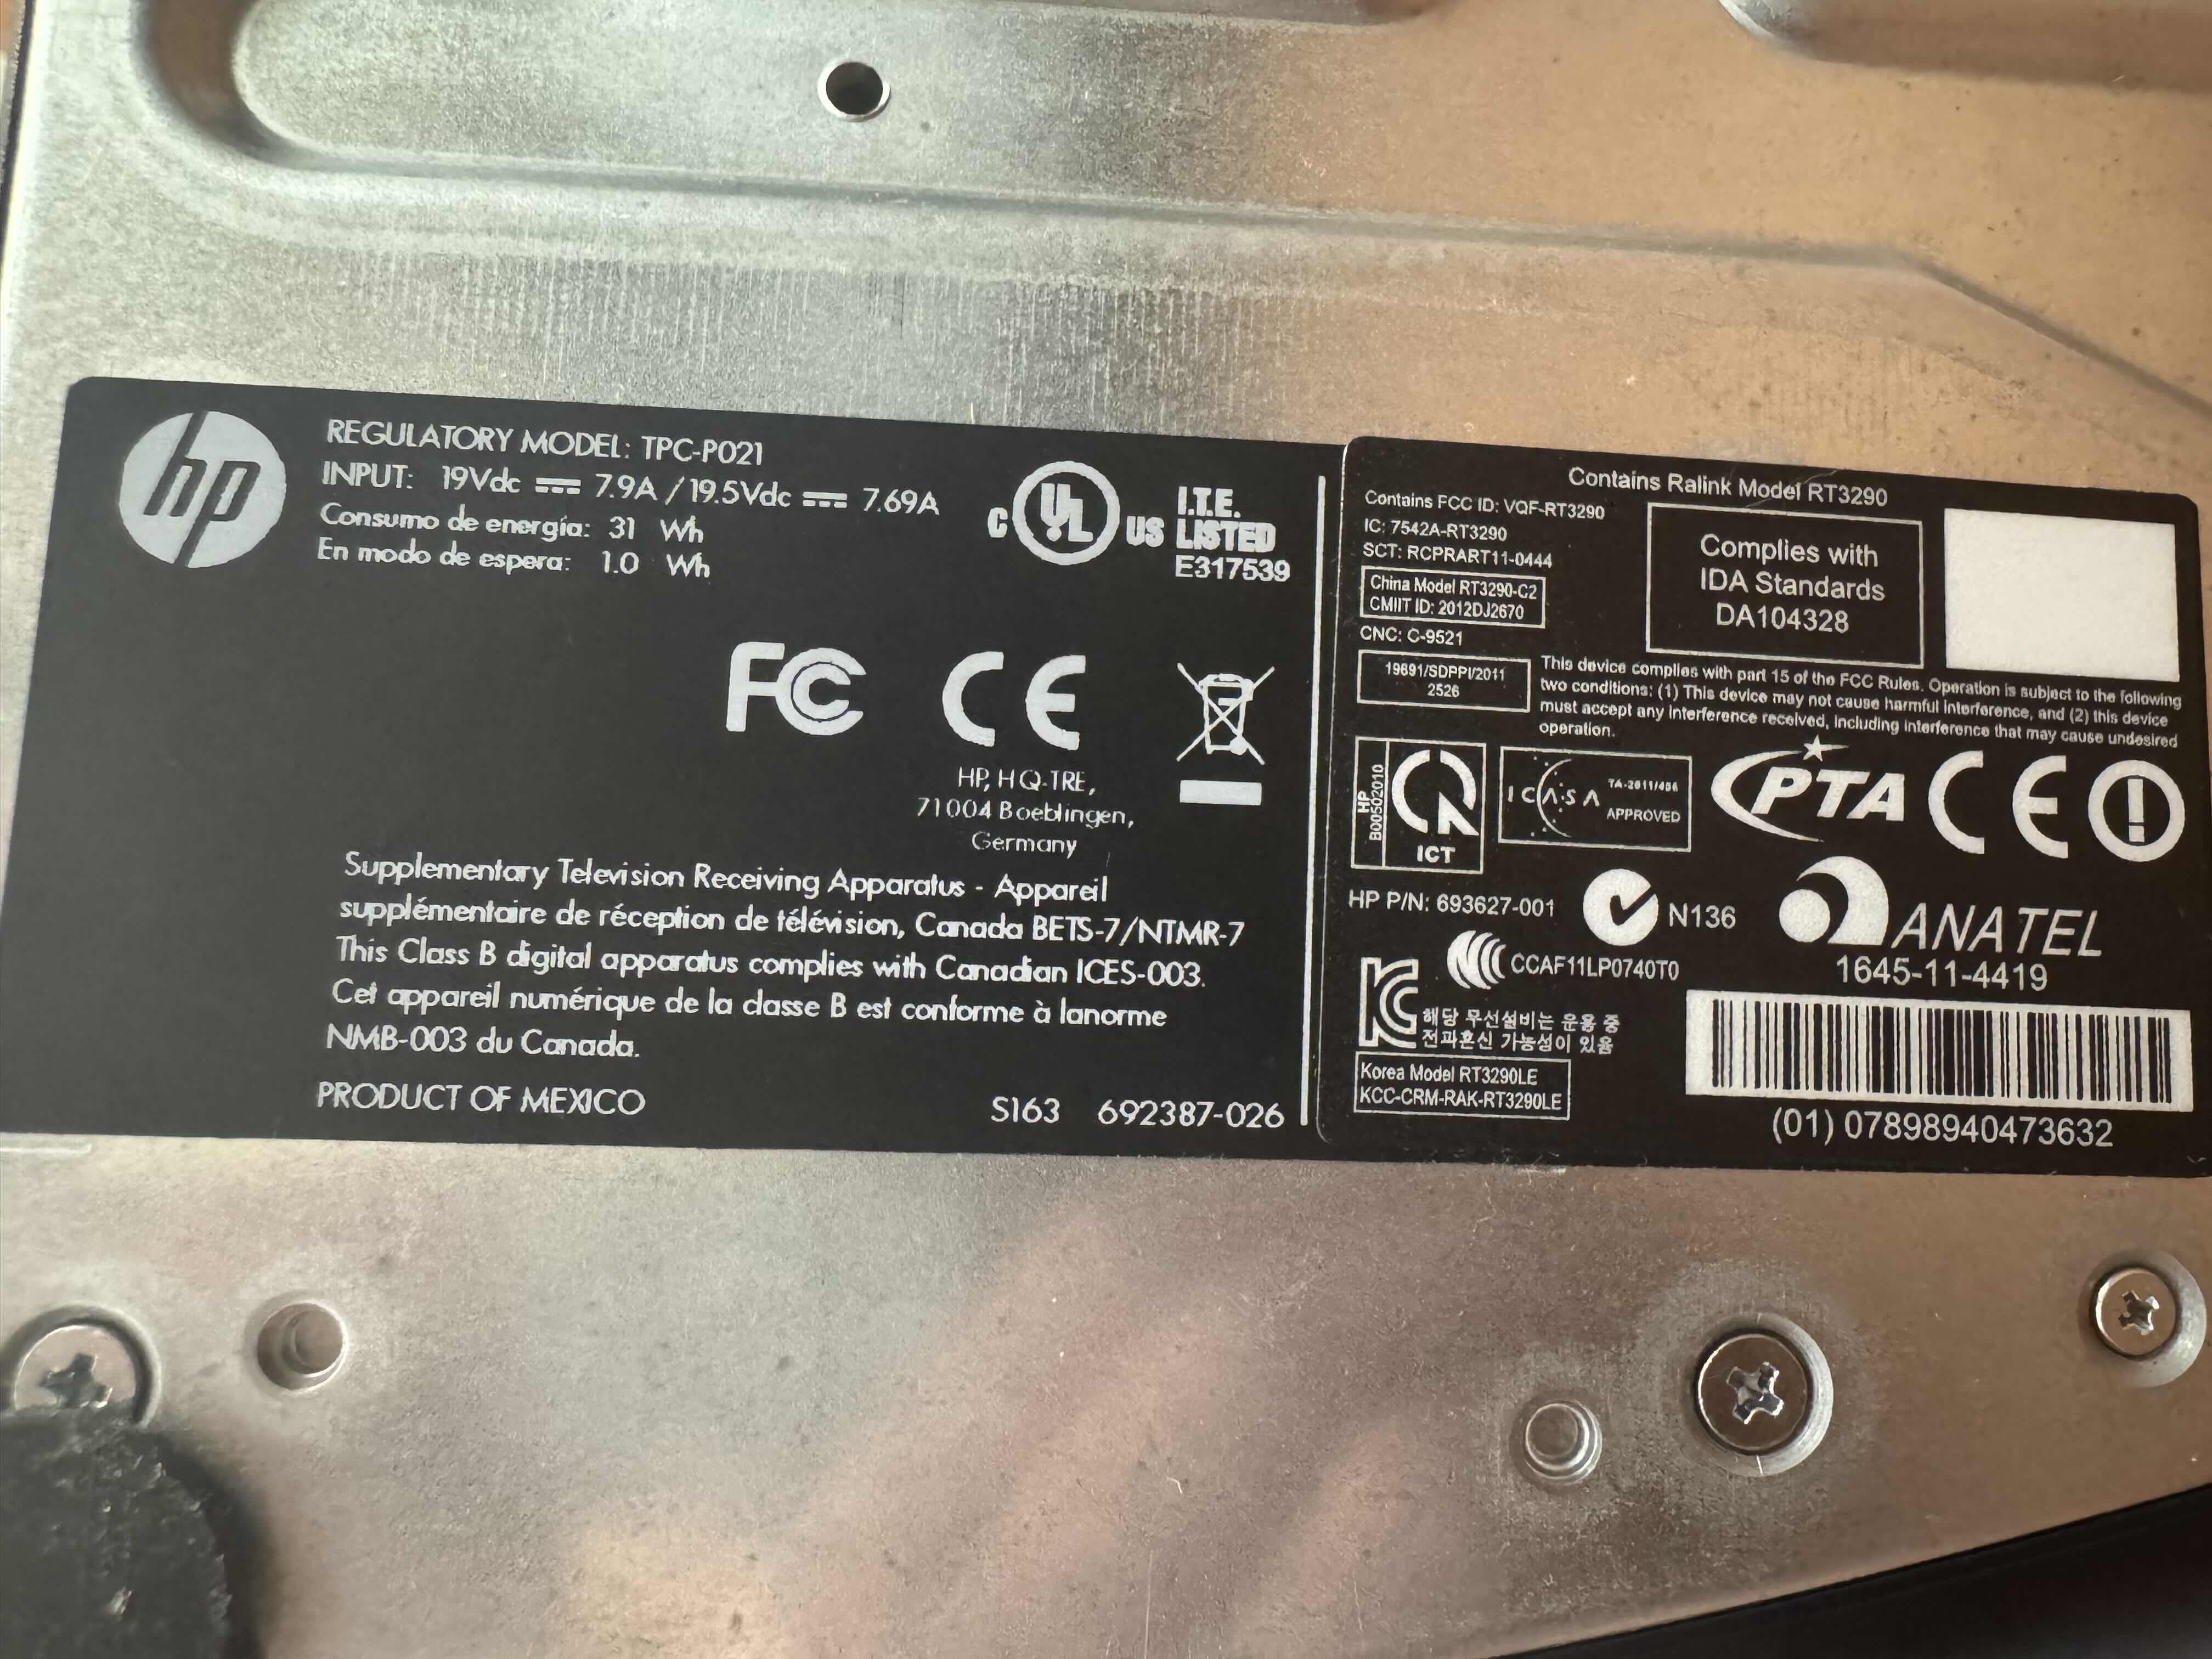 hp
REGULATORY MODEL: TPC-P021
INPUT: 19Vdc ⎓ 7.9A / 19.5Vdc ⎓ 7.69A
Consumo de energía: 31 Wh
En modo de espera: 1.0 Wh
C UL US I.T.E. LISTED
E317539
FC CE
HP, HQ-TRE,
71004 Boeblingen,
Germany
Supplementary Television Receiving Apparatus - Appareil
supplémentaire de réception de télévision, Canada BETS-7/NTMR-7
This Class B digital apparatus complies with Canadian ICES-003.
Cet appareil numérique de la classe B est conforme à lanorme
NMB-003 du Canada.
PRODUCT OF MEXICO
S163 692387-026
Contains Ralink Model RT3290
Contains FCC ID: VQF-RT3290
IC: 7542A-RT3290
SCT: RCPRART11-0444
China Model RT3290-C2
CMIIT ID: 2012DJ2670
CNC: C-9521
19891/SDPPI/2011
2526
Complies with
IDA Standards
DA104328
This device complies with part 15 of the FCC Rules. Operation is subject to the following
two conditions: (1) This device may not cause harmful interference, and (2) this device
must accept any interference received, including interference that may cause undesired
operation.
HP
B00502010
ICT
ICASA
TA-2011/486
APPROVED
PTA CE
HP P/N: 693627-001
N136
ANATEL
1645-11-4419
CCAF11LP0740T0
해당 무선설비는 운용 중
전파혼신 가능성이 있음
Korea Model RT3290LE
KCC-CRM-RAK-RT3290LE
(01) 07898940473632